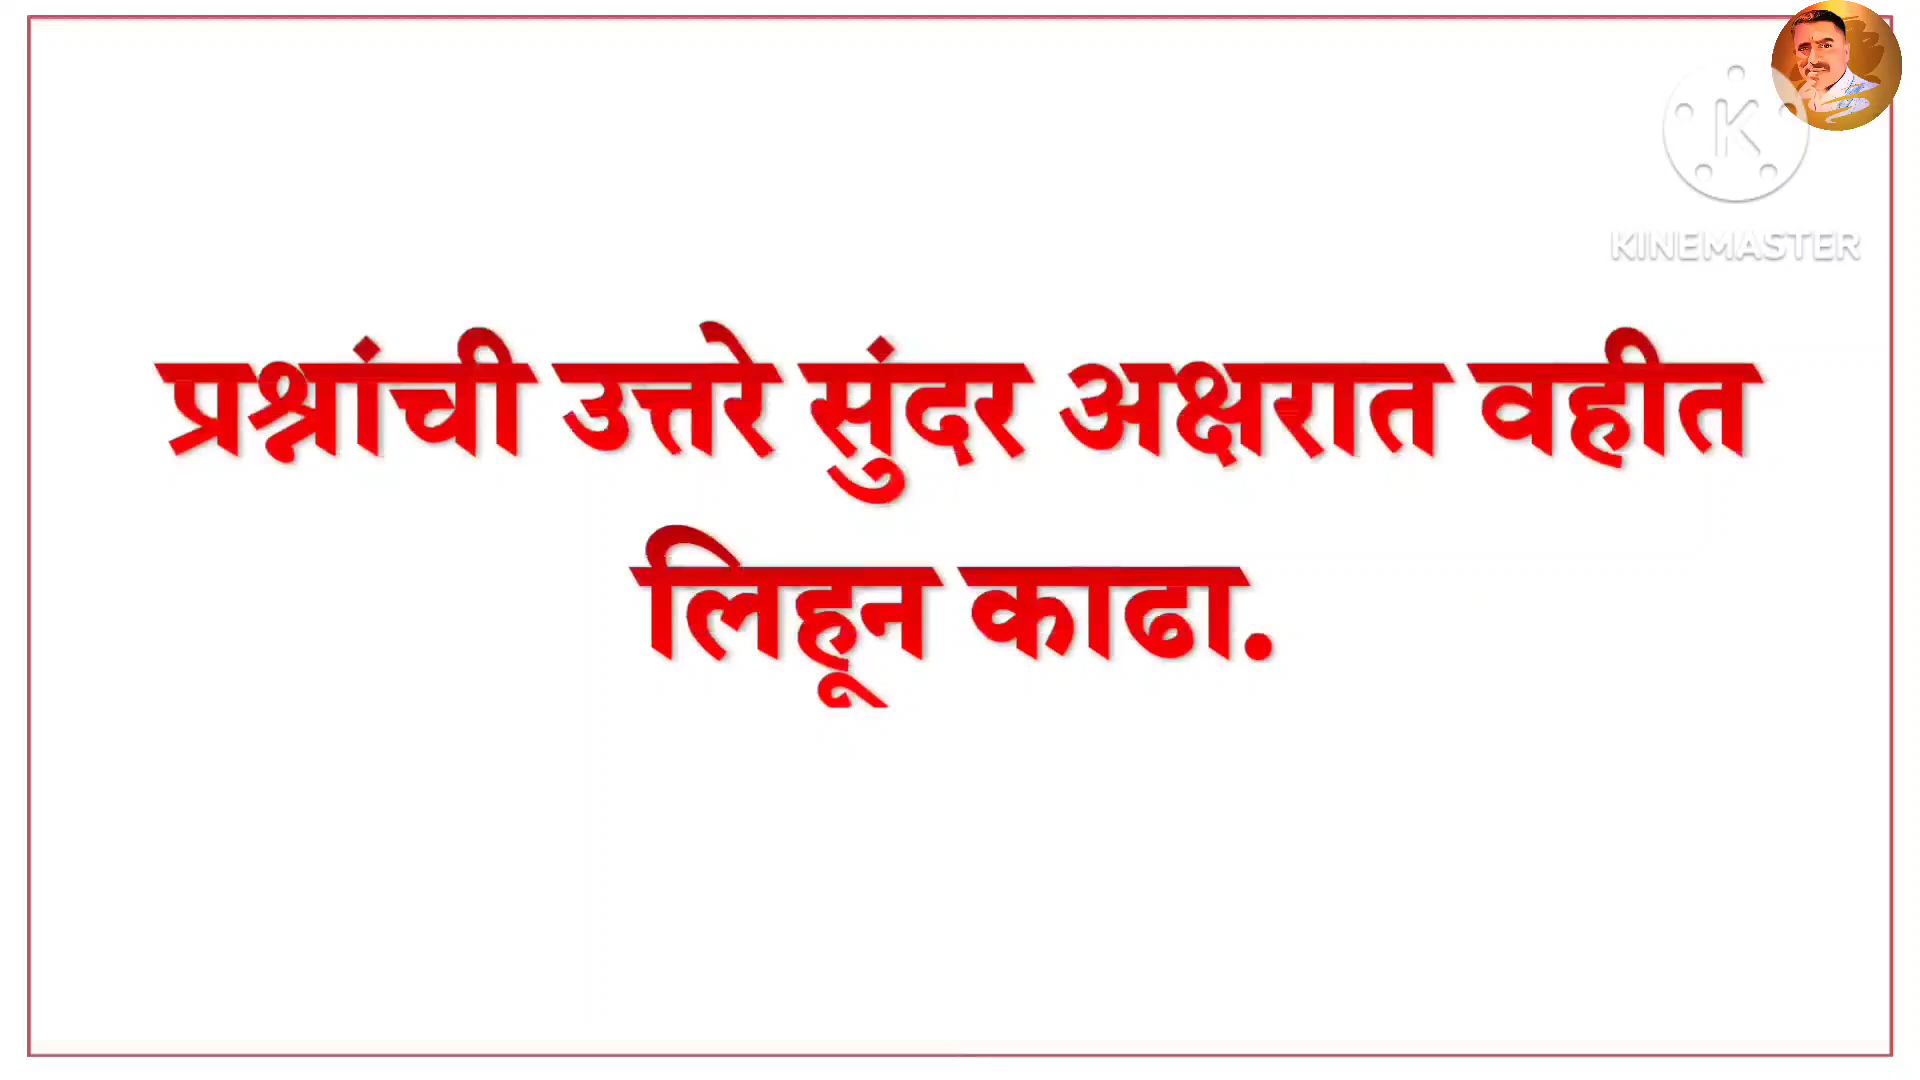 KINEMASTER
प्रश्नांची उत्तरे सुंदर अक्षरात वहीत
लिहून काढा.